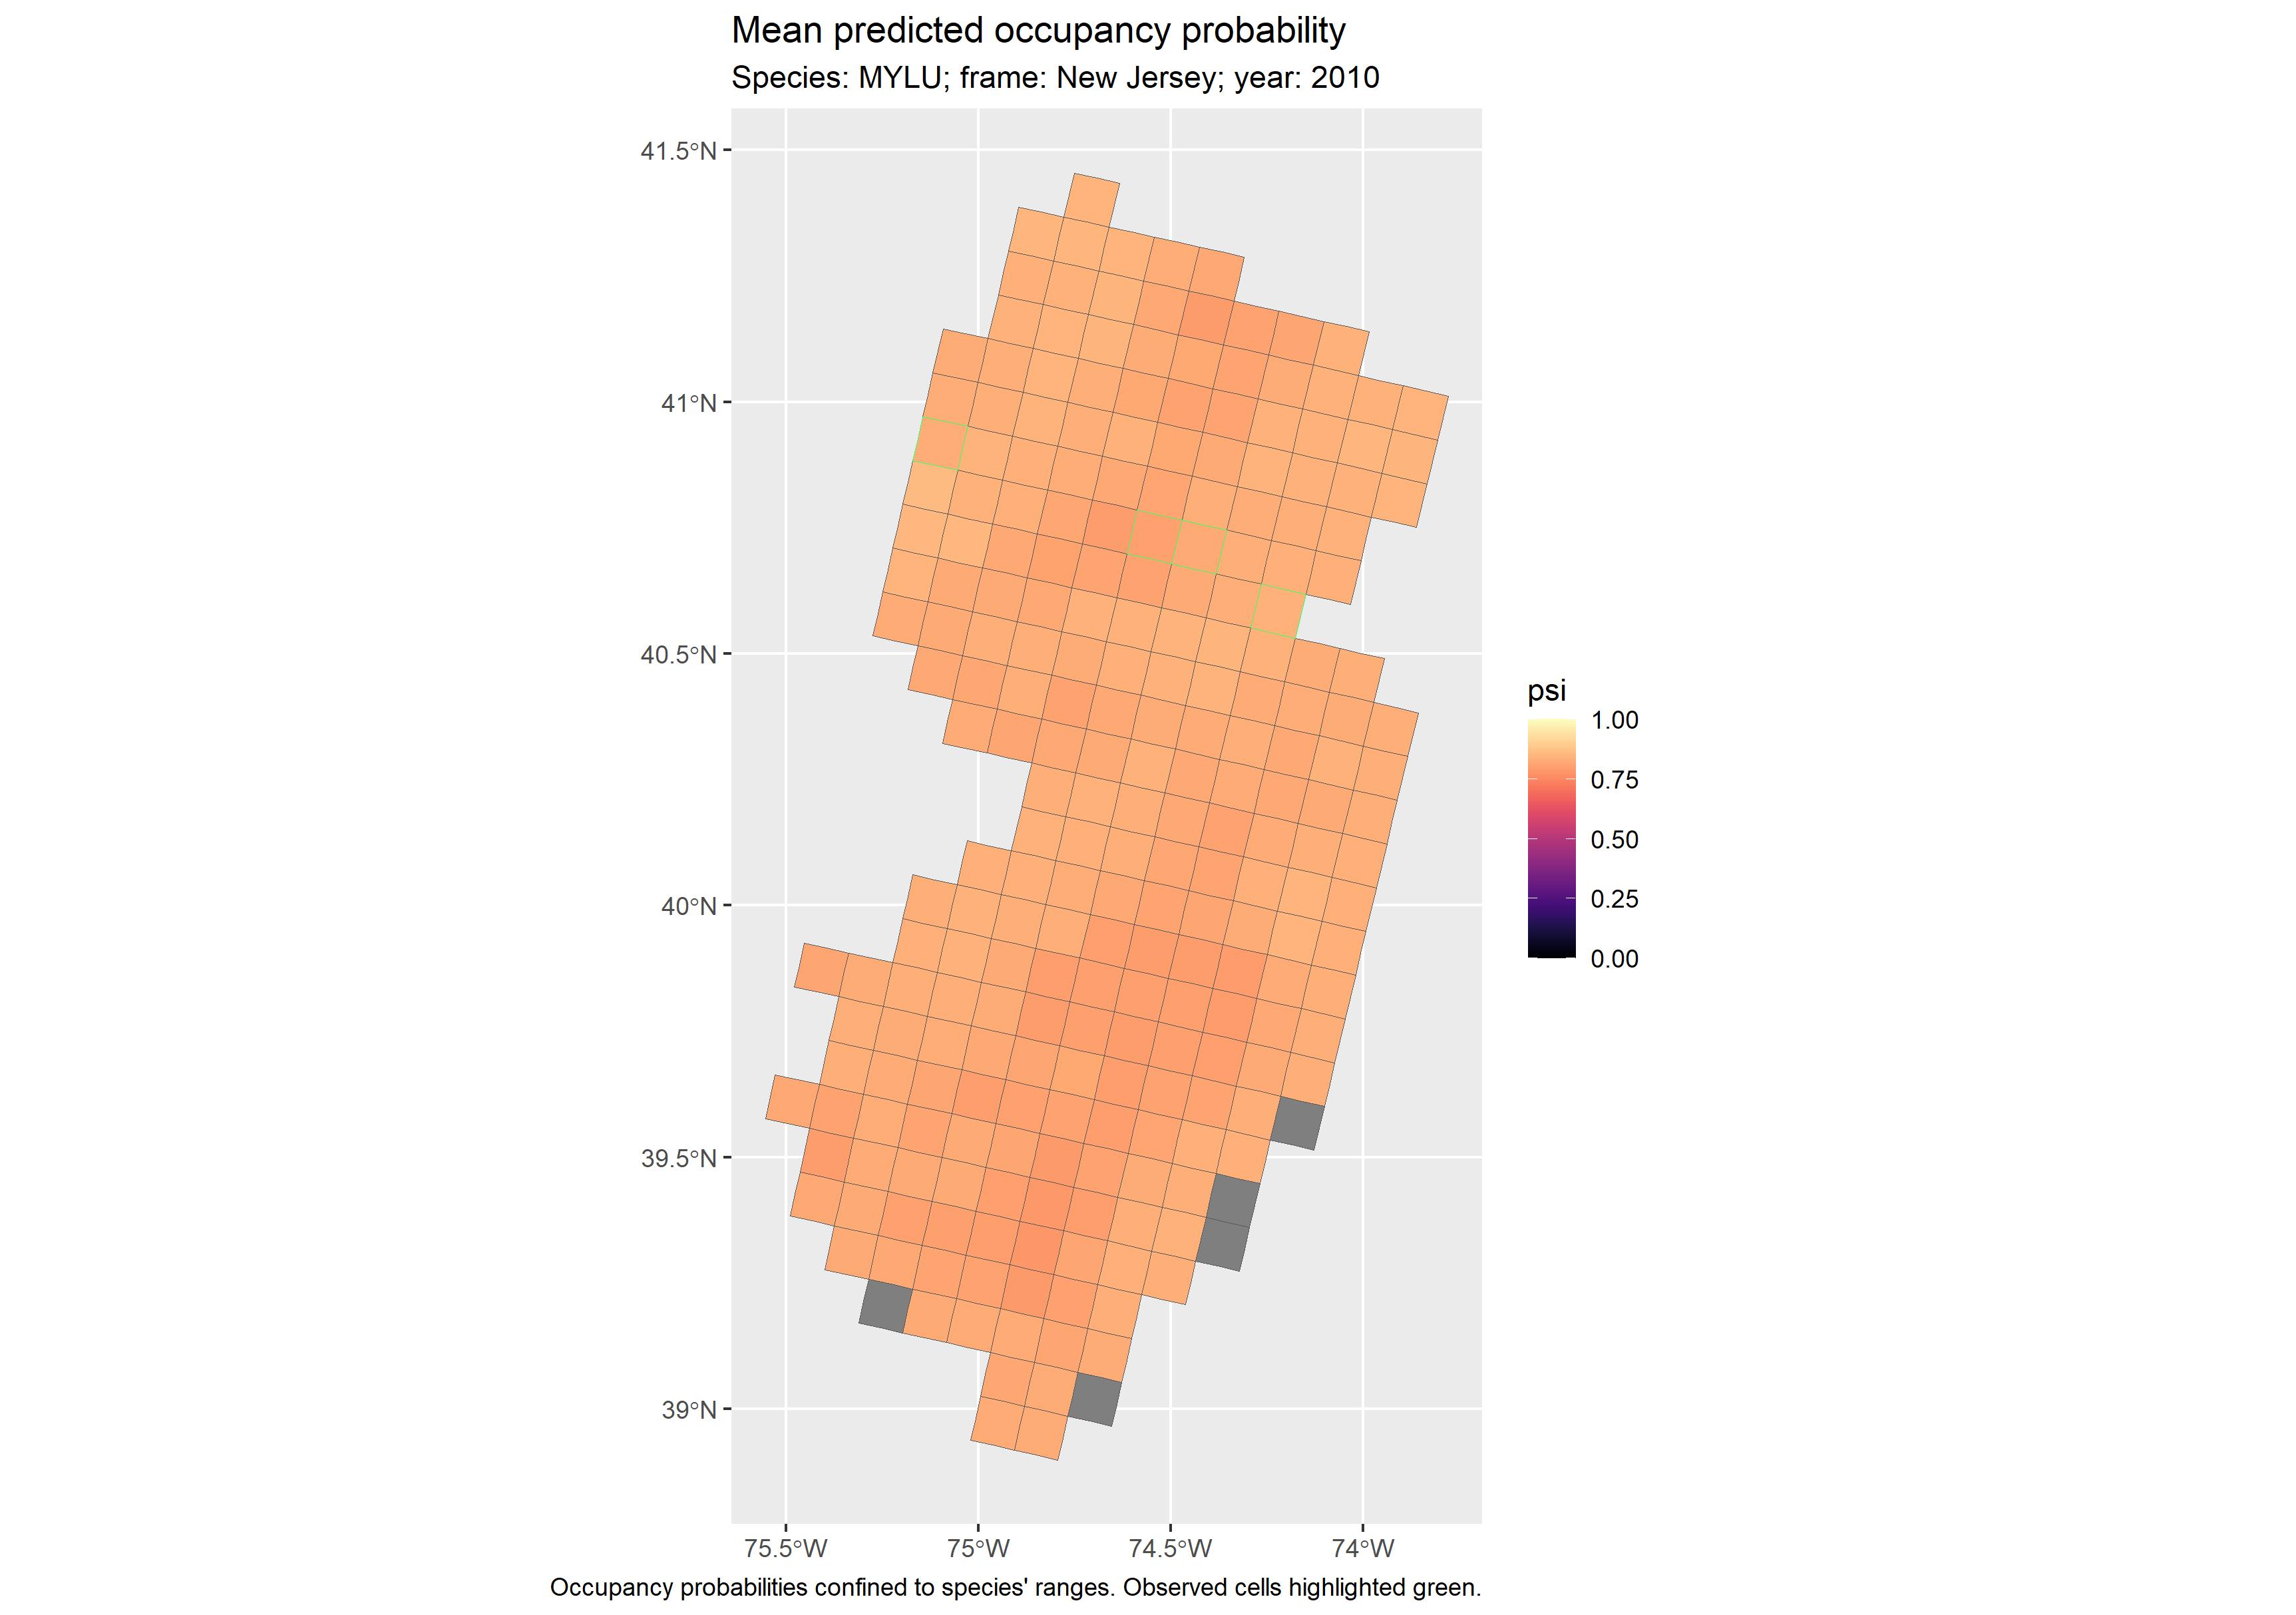 Mean predicted occupancy probability
Species: MYLU; frame: New Jersey; year: 2010
41.5°N
41°N
40.5°N
40°N
39.5°N
39°N
75.5°W
75°W
74.5°W
74°W
psi
1.00
0.75
0.50
0.25
0.00
Occupancy probabilities confined to species' ranges. Observed cells highlighted green.